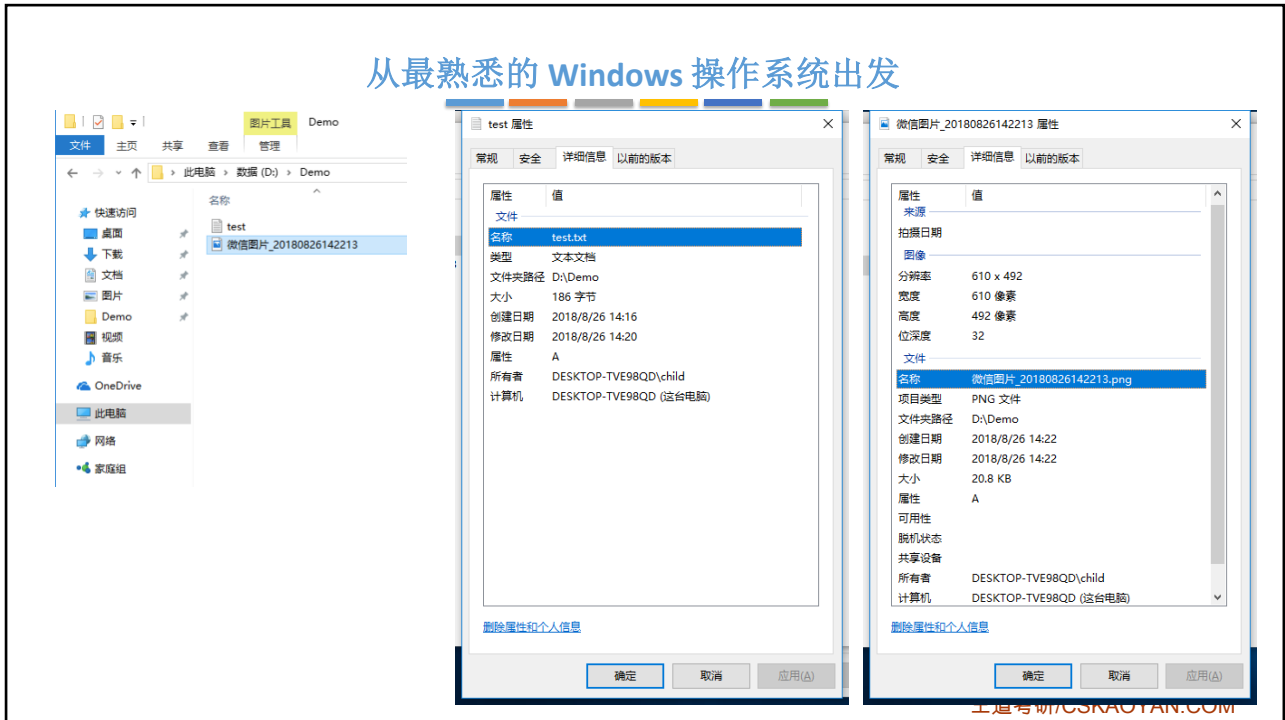 从最熟悉的 Windows 操作系统出发
图片工具 Demo
文件 主页 共享 查看 管理
此电脑 › 数据 (D:) › Demo
名称
快速访问
桌面
下载
文档
图片
Demo
视频
音乐
OneDrive
此电脑
网络
家庭组
test
微信图片_20180826142213
test 属性
常规 安全 详细信息 以前的版本
属性 值
文件
名称 test.txt
类型 文本文档
文件夹路径 D:\Demo
大小 186 字节
创建日期 2018/8/26 14:16
修改日期 2018/8/26 14:20
属性 A
所有者 DESKTOP-TVE98QD\child
计算机 DESKTOP-TVE98QD (这台电脑)
删除属性和个人信息
确定 取消 应用(A)
微信图片_20180826142213 属性
常规 安全 详细信息 以前的版本
属性 值
来源
拍摄日期
图像
分辨率 610 x 492
宽度 610 像素
高度 492 像素
位深度 32
文件
名称 微信图片_20180826142213.png
项目类型 PNG 文件
文件夹路径 D:\Demo
创建日期 2018/8/26 14:22
修改日期 2018/8/26 14:22
大小 20.8 KB
属性 A
可用性
脱机状态
共享设备
所有者 DESKTOP-TVE98QD\child
计算机 DESKTOP-TVE98QD (这台电脑)
删除属性和个人信息
确定 取消 应用(A)
王道考研/CSKAOYAN.COM